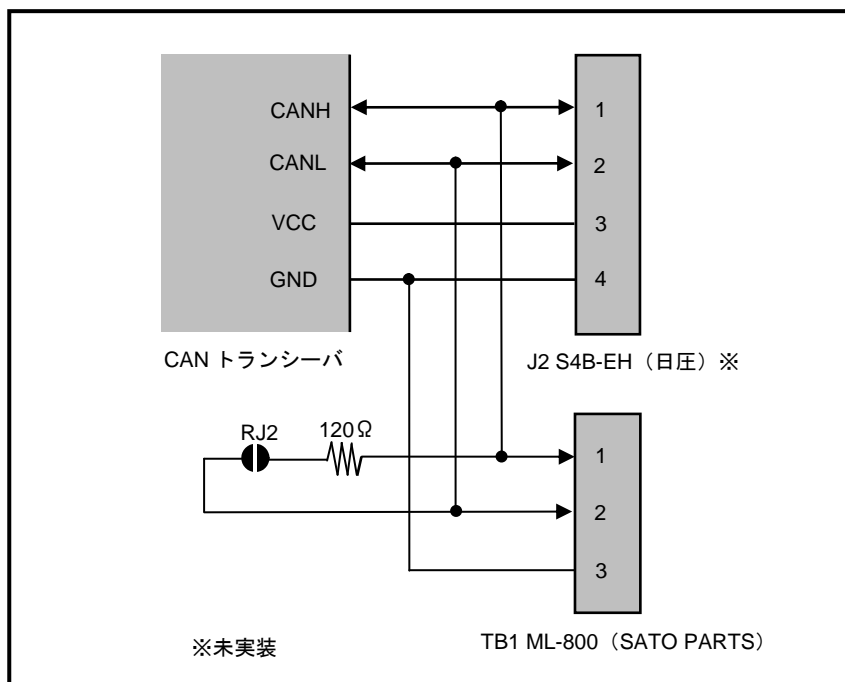 CANH
CANL
VCC
GND
1
2
3
4
CAN トランシーバ
J2 S4B-EH（日圧）※
RJ2
120Ω
1
2
3
※未実装
TB1 ML-800（SATO PARTS）